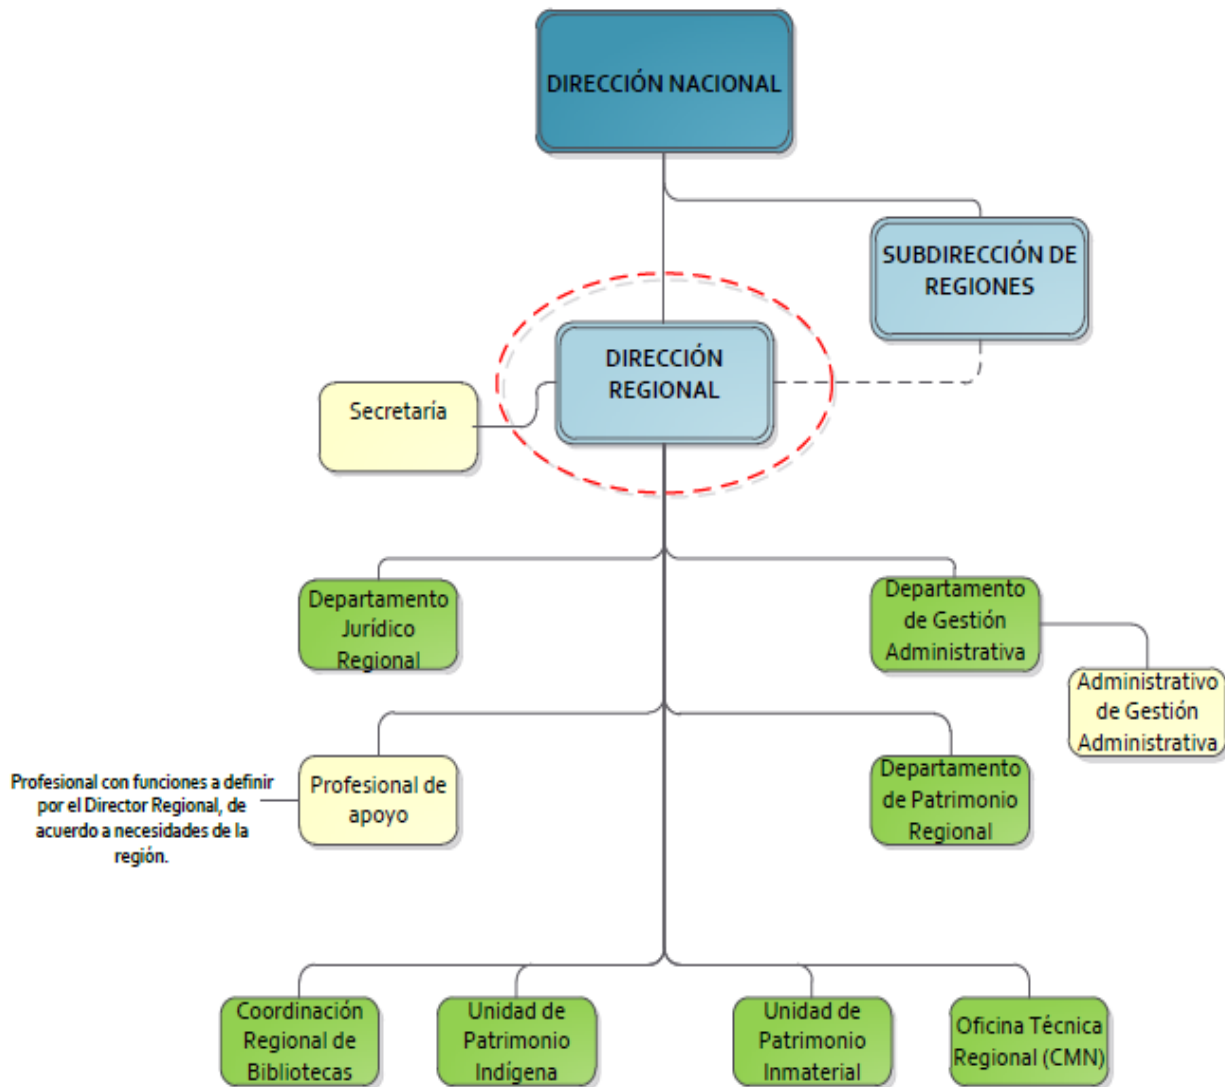 DIRECCIÓN NACIONAL
SUBDIRECCIÓN DE
REGIONES
DIRECCIÓN
REGIONAL
Secretaría
Departamento
Jurídico
Regional
Departamento
de Gestión
Administrativa
Administrativo
de Gestión
Administrativa
Profesional con funciones a definir
por el Director Regional, de
acuerdo a necesidades de la
región.
Profesional de
apoyo
Departamento
de Patrimonio
Regional
Coordinación
Regional de
Bibliotecas
Unidad de
Patrimonio
Indígena
Unidad de
Patrimonio
Inmaterial
Oficina Técnica
Regional (CMN)